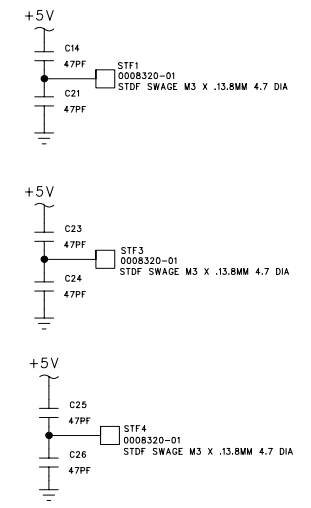 +5V
C14
47PF
STF1
0008320-01
STDF SWAGE M3 X .13.8MM 4.7 DIA
C21
47PF
+5V
C23
47PF
STF3
0008320-01
STDF SWAGE M3 X .13.8MM 4.7 DIA
C24
47PF
+5V
C25
47PF
STF4
0008320-01
STDF SWAGE M3 X .13.8MM 4.7 DIA
C26
47PF